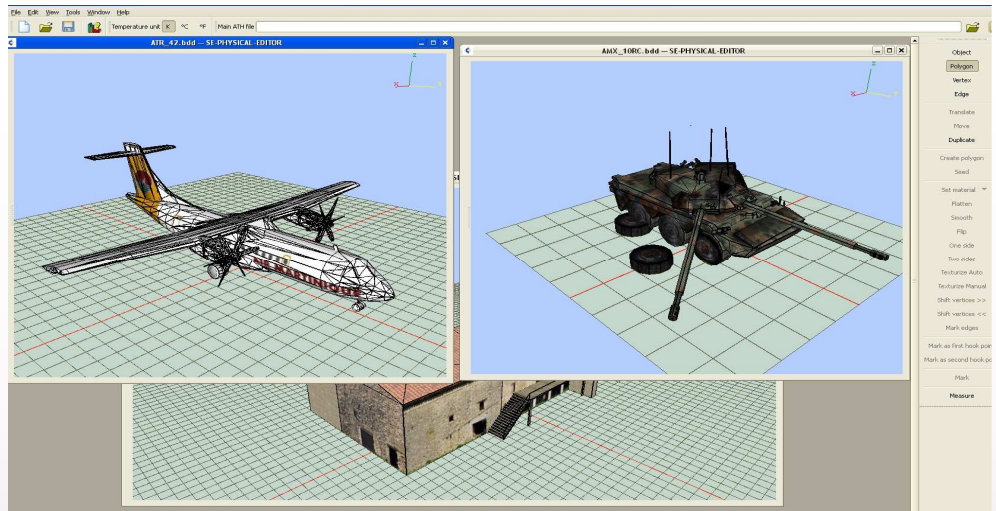 File Edit View Tools Window Help
Temperature unit K °C °F Main ATH file
ATR_42.bdd — SE-PHYSICAL-EDITOR
AMX_10RC.bdd — SE-PHYSICAL-EDITOR
Z
X
Z
X
MARTINIQUE
Object
Polygon
Vertex
Edge
Translate
Move
Duplicate
Create polygon
Seed
Set material
Flatten
Smooth
Flip
One side
Two sides
Texturize Auto
Texturize Manual
Shift vertices >>
Shift vertices <<
Mark edges
Mark as first hook poin
Mark as second hook po
Mark
Measure